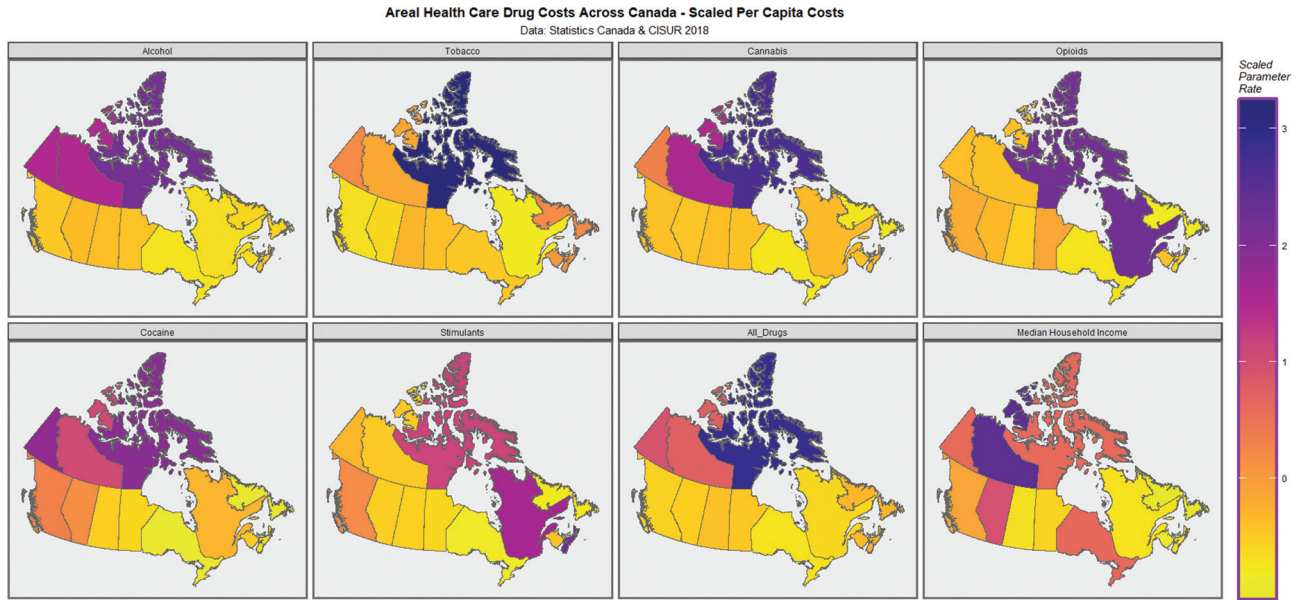 Areal Health Care Drug Costs Across Canada - Scaled Per Capita Costs
Data: Statistics Canada & CISUR 2018
Alcohol
Tobacco
Cannabis
Opioids
Cocaine
Stimulants
All_Drugs
Median Household Income
Scaled
Parameter
Rate
3
2
1
0